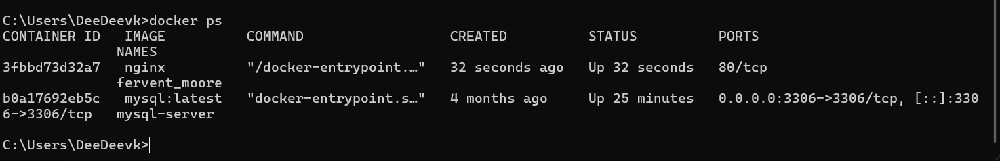 C:\Users\DeeDeevk>docker ps
CONTAINER ID   IMAGE          COMMAND                  CREATED          STATUS          PORTS
              NAMES
3fbbd73d32a7   nginx          "/docker-entrypoint.…"   32 seconds ago   Up 32 seconds   80/tcp
              fervent_moore
b0a17692eb5c   mysql:latest   "docker-entrypoint.s…"   4 months ago     Up 25 minutes   0.0.0.0:3306->3306/tcp, [::]:330
6->3306/tcp   mysql-server
C:\Users\DeeDeevk>